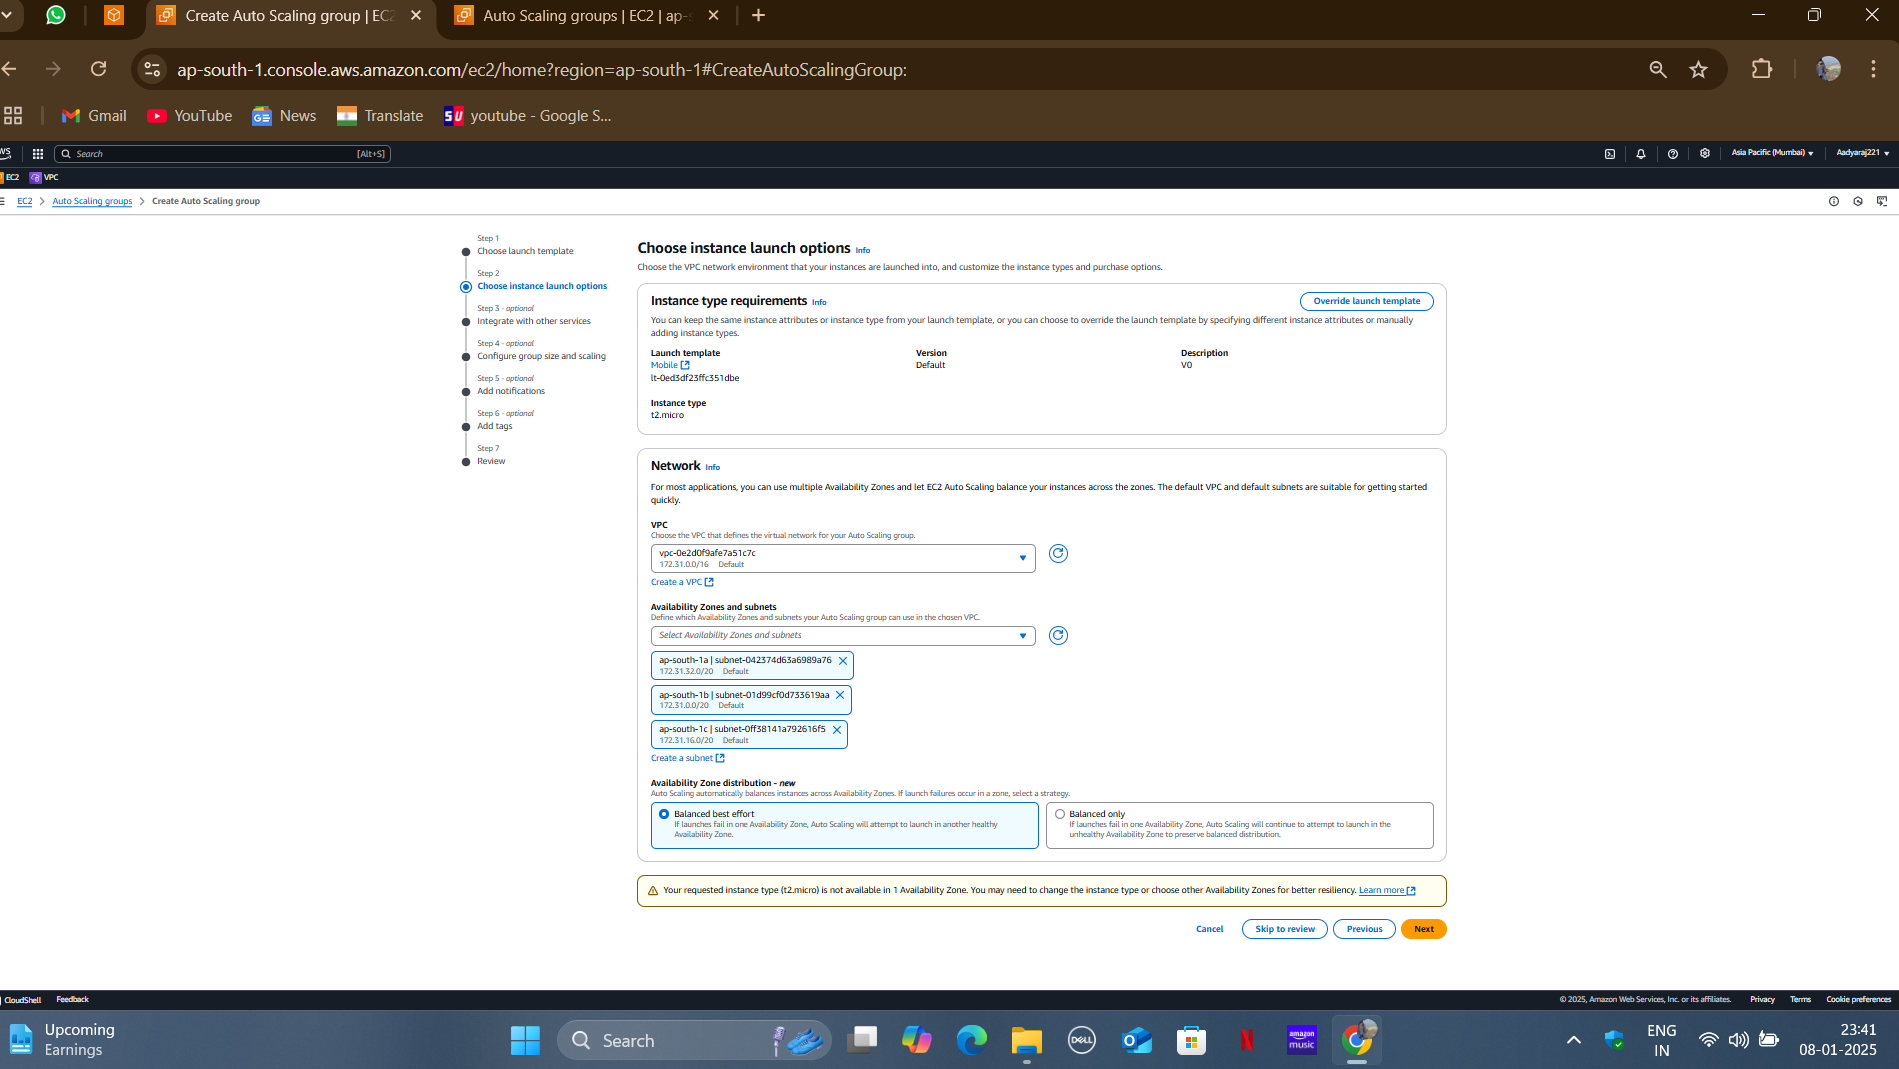 Create Auto Scaling group | EC2
Auto Scaling groups | EC2 | ap-s
ap-south-1.console.aws.amazon.com/ec2/home?region=ap-south-1#CreateAutoScalingGroup:
Gmail
YouTube
News
Translate
SU
youtube - Google S...
Search
[Alt+S]
Asia Pacific (Mumbai)
Aadyaraj221
EC2
VPC
EC2
Auto Scaling groups
Create Auto Scaling group
Step 1
Choose launch template
Step 2
Choose instance launch options
Step 3 - optional
Integrate with other services
Step 4 - optional
Configure group size and scaling
Step 5 - optional
Add notifications
Step 6 - optional
Add tags
Step 7
Review
Choose instance launch options Info
Choose the VPC network environment that your instances are launched into, and customize the instance types and purchase options.
Instance type requirements Info
Override launch template
You can keep the same instance attributes or instance type from your launch template, or you can choose to override the launch template by specifying different instance attributes or manually
adding instance types.
Launch template
Mobile
lt-0ed3df23ffc351dbe
Version
Default
Description
V0
Instance type
t2.micro
Network Info
For most applications, you can use multiple Availability Zones and let EC2 Auto Scaling balance your instances across the zones. The default VPC and default subnets are suitable for getting started
quickly.
VPC
Choose the VPC that defines the virtual network for your Auto Scaling group.
vpc-0e2d0f9afe7a51c7c
172.31.0.0/16 Default
Create a VPC
Availability Zones and subnets
Define which Availability Zones and subnets your Auto Scaling group can use in the chosen VPC.
Select Availability Zones and subnets
ap-south-1a | subnet-042374d63a6989a76
172.31.32.0/20 Default
ap-south-1b | subnet-01d99cf0d733619aa
172.31.0.0/20 Default
ap-south-1c | subnet-0ff38141a792616f5
172.31.16.0/20 Default
Create a subnet
Availability Zone distribution - new
Auto Scaling automatically balances instances across Availability Zones. If launch failures occur in a zone, select a strategy.
Balanced best effort
If launches fail in one Availability Zone, Auto Scaling will attempt to launch in another healthy
Availability Zone.
Balanced only
If launches fail in one Availability Zone, Auto Scaling will continue to attempt to launch in the
unhealthy Availability Zone to preserve balanced distribution.
Your requested instance type (t2.micro) is not available in 1 Availability Zone. You may need to change the instance type or choose other Availability Zones for better resiliency. Learn more
Cancel
Skip to review
Previous
Next
CloudShell
Feedback
© 2025, Amazon Web Services, Inc. or its affiliates.
Privacy
Terms
Cookie preferences
Upcoming
Earnings
Search
DELL
amazon
music
ENG
IN
23:41
08-01-2025